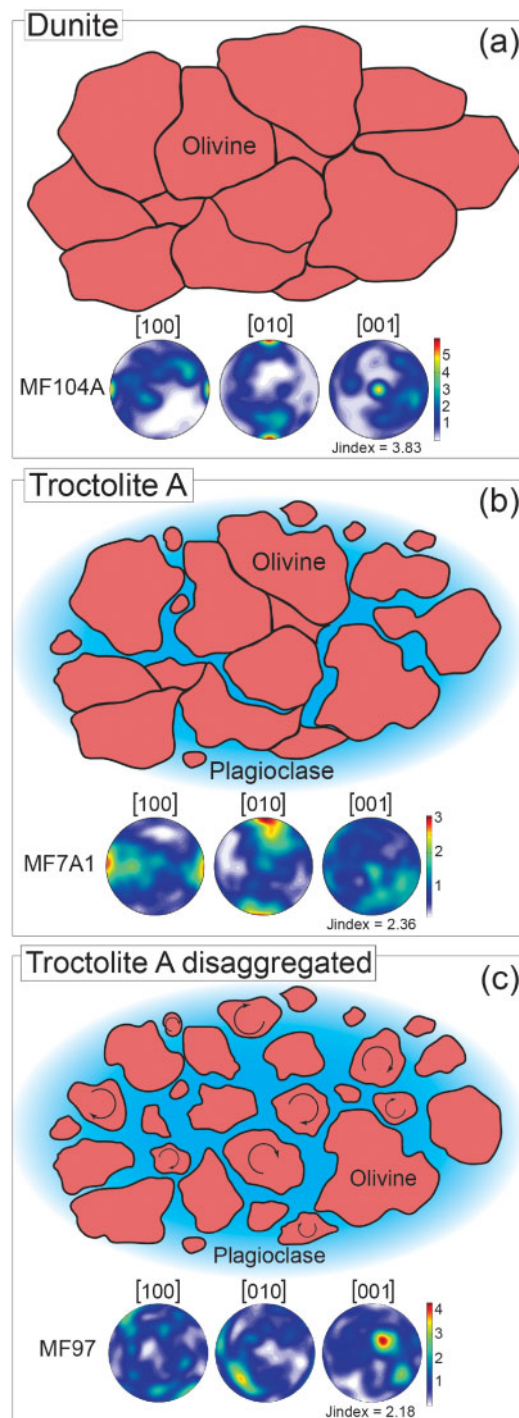 Dunite
(a)
Olivine
[100] [010] [001]
MF104A
5
4
3
2
1
Jindex = 3.83
Troctolite A
(b)
Olivine
Plagioclase
[100] [010] [001]
MF7A1
3
2
1
Jindex = 2.36
Troctolite A disaggregated
(c)
Olivine
Plagioclase
[100] [010] [001]
MF97
4
3
2
1
Jindex = 2.18